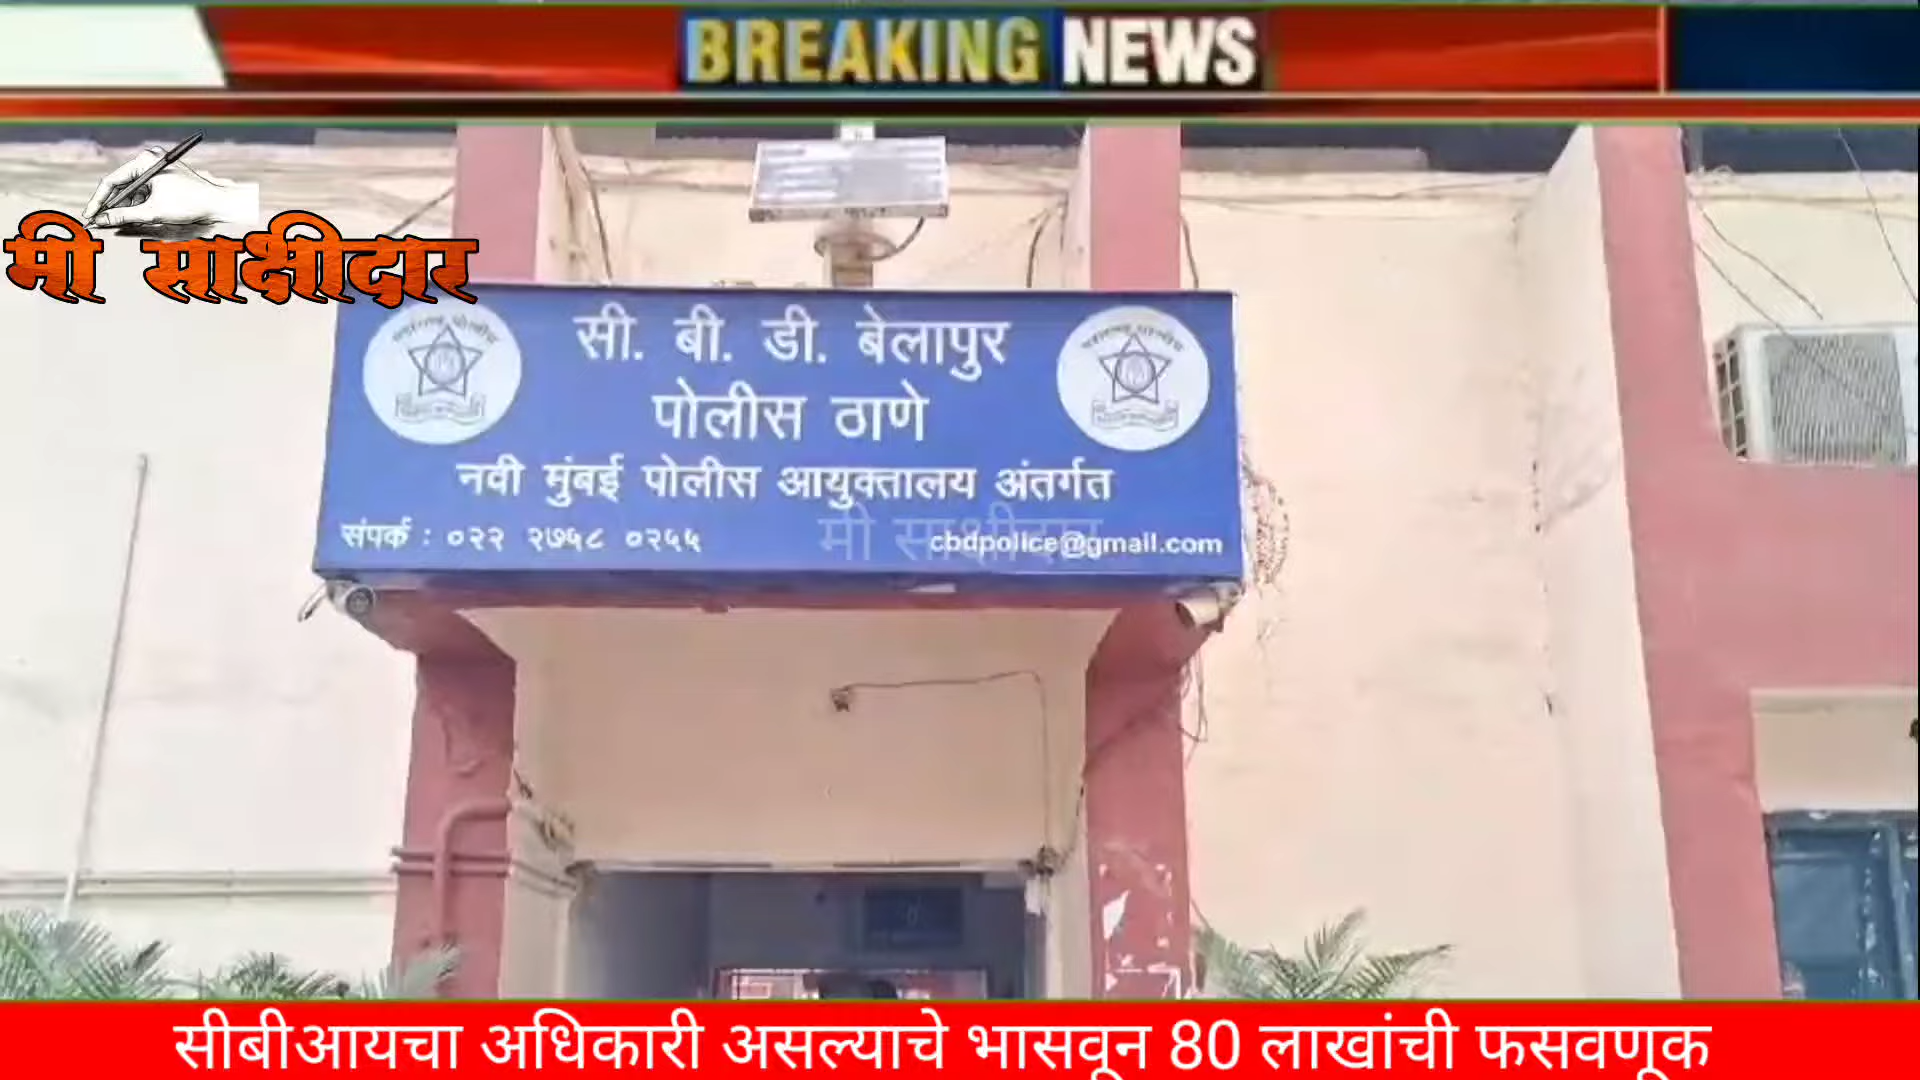 BREAKING NEWS
मी साक्षीदार
सी. बी. डी. बेलापुर
पोलीस ठाणे
नवी मुंबई पोलीस आयुक्तालय अंतर्गत
संपर्क : ०२२ २७५८ ०२५५
मी साक्षीदार
cbdpolice@gmail.com
सीबीआयचा अधिकारी असल्याचे भासवून 80 लाखांची फसवणूक